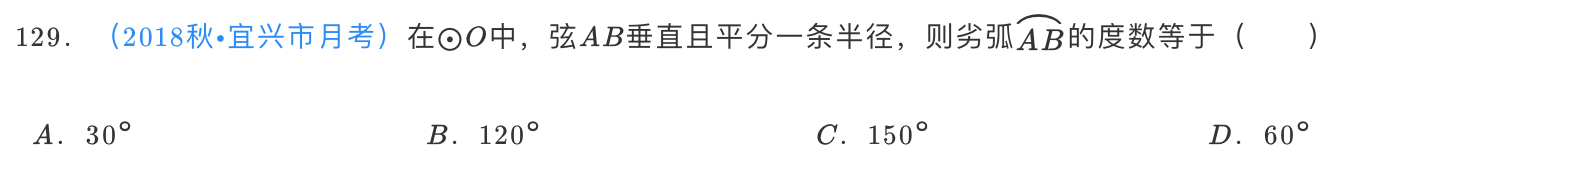 129. （2018秋•宜兴市月考）在⊙O中，弦AB垂直且平分一条半径，则劣弧$\overset{\frown}{AB}$的度数等于（　　）
A. 30° B. 120° C. 150° D. 60°